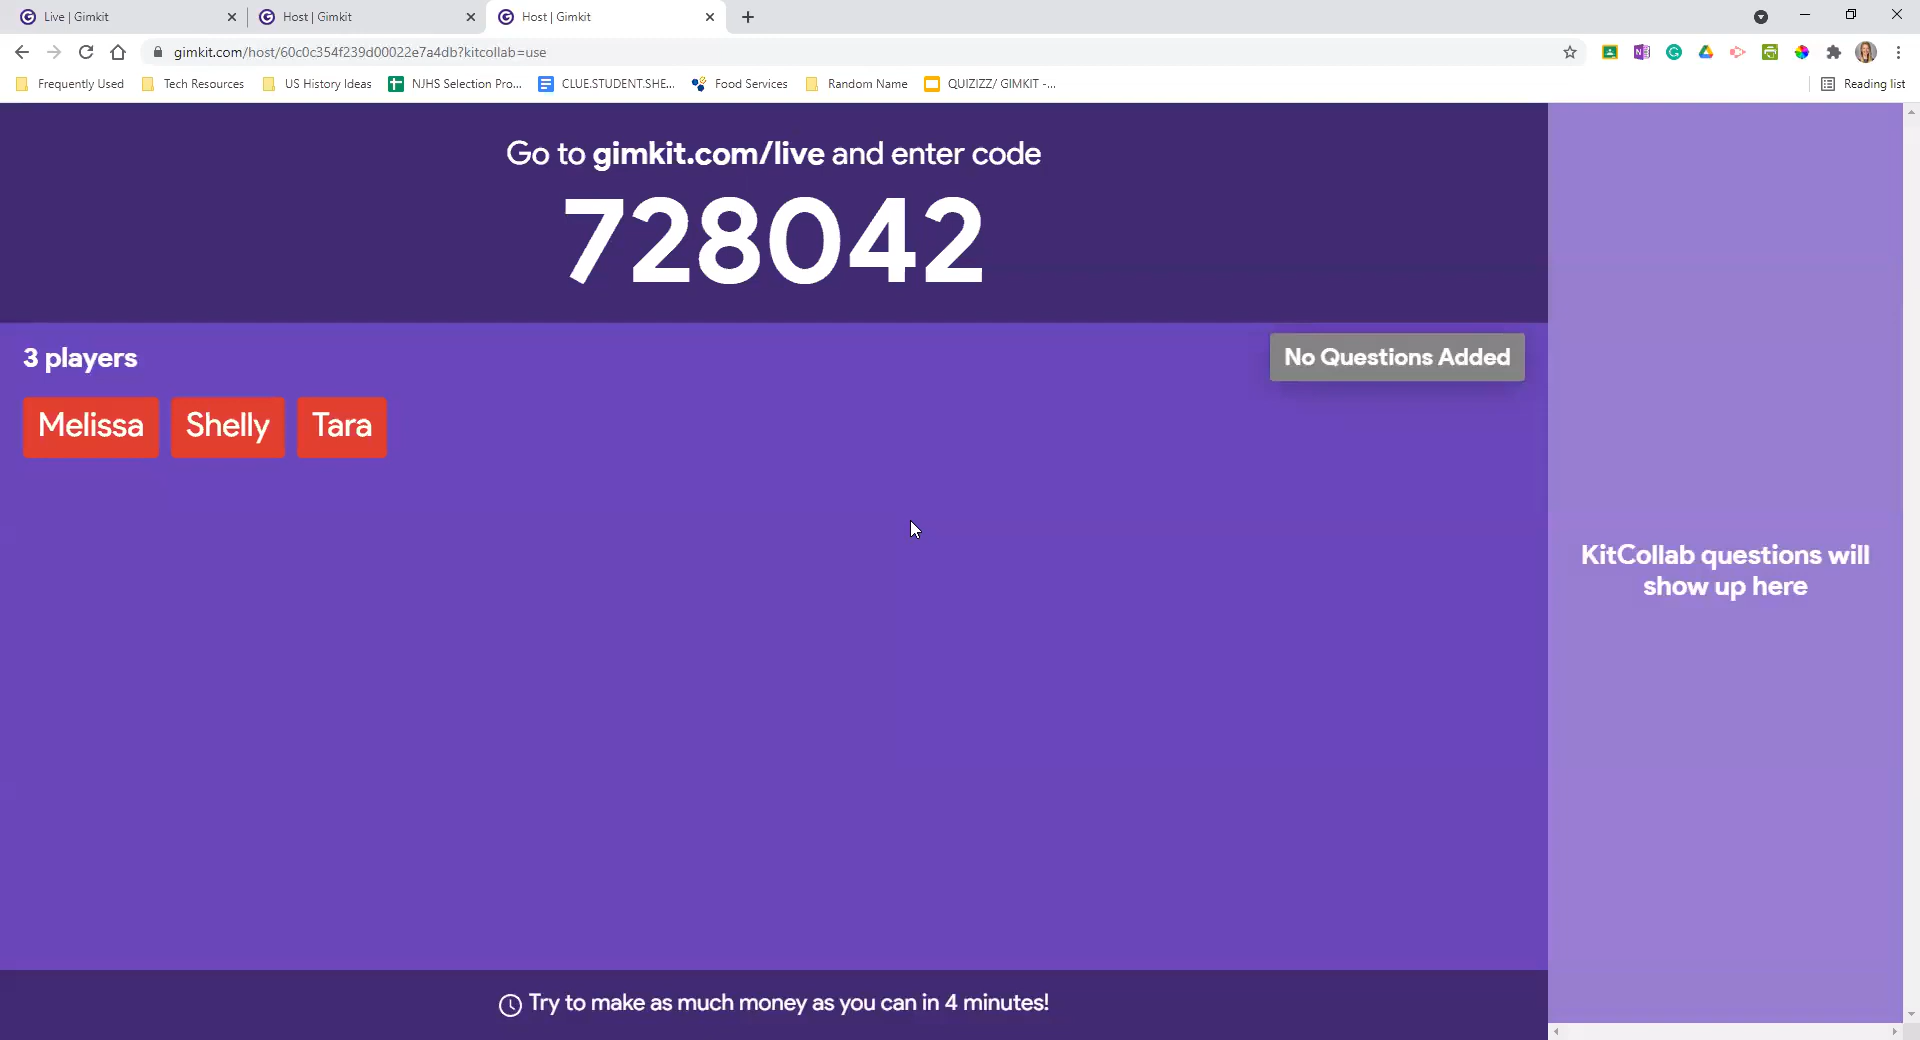 Live | Gimkit
Host | Gimkit
Host | Gimkit
gimkit.com/host/60c0c354f239d00022e7a4db?kitcollab=use
Frequently Used
Tech Resources
US History Ideas
NJHS Selection Pro...
CLUE.STUDENT.SHE...
Food Services
Random Name
QUIZIZZ/ GIMKIT -...
Reading list
Go to gimkit.com/live and enter code
728042
3 players
No Questions Added
Melissa
Shelly
Tara
KitCollab questions will
show up here
Try to make as much money as you can in 4 minutes!